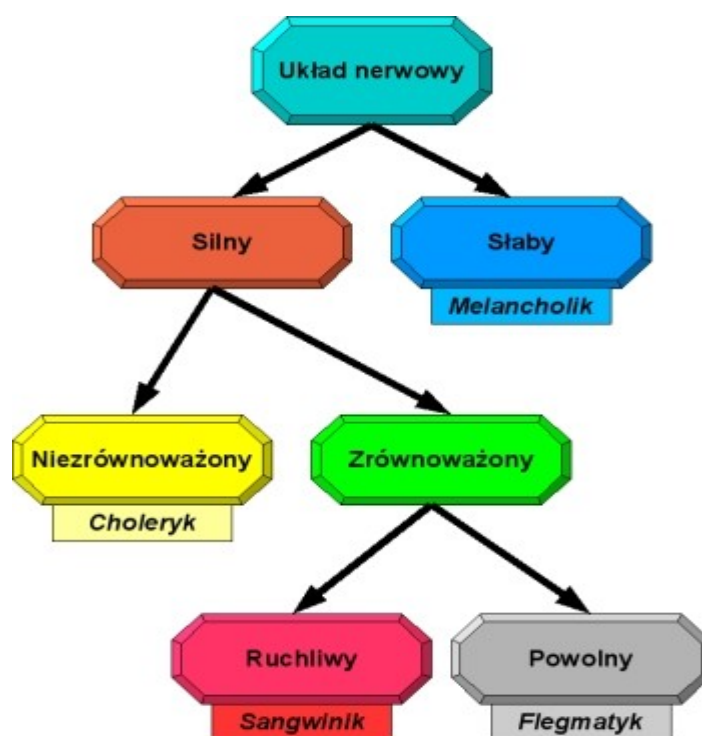 Układ nerwowy
Silny
Słaby
Melancholik
Niezrównoważony
Zrównoważony
Choleryk
Ruchliwy
Powolny
Sangwinik
Flegmatyk